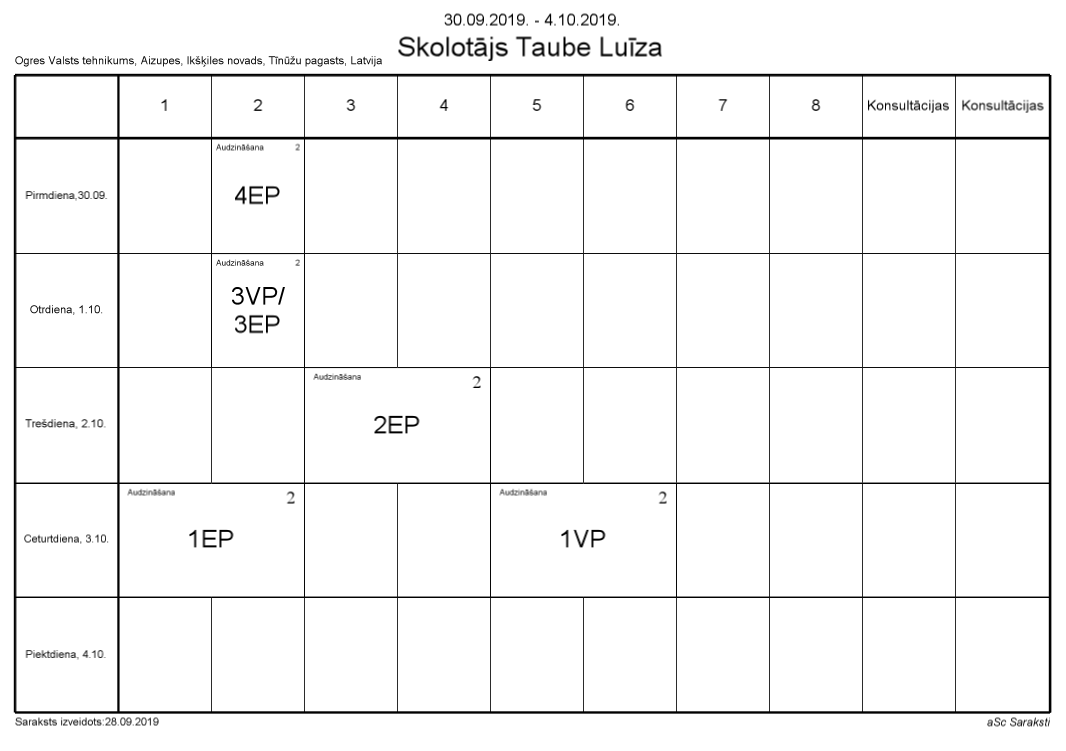 30.09.2019. - 4.10.2019.
Skolotājs Taube Luīza
Ogres Valsts tehnikums, Aizupes, Ikšķiles novads, Tīnūžu pagasts, Latvija
1 2 3 4 5 6 7 8 Konsultācijas Konsultācijas
Audzināšana 2
Pirmdiena,30.09. 4EP
Audzināšana 2
3VP/
Otrdiena, 1.10.
3EP
Audzināšana 2
Trešdiena, 2.10. 2EP
Audzināšana 2 Audzināšana 2
Ceturtdiena, 3.10. 1EP 1VP
Piektdiena, 4.10.
Saraksts izveidots:28.09.2019 aSc Saraksti